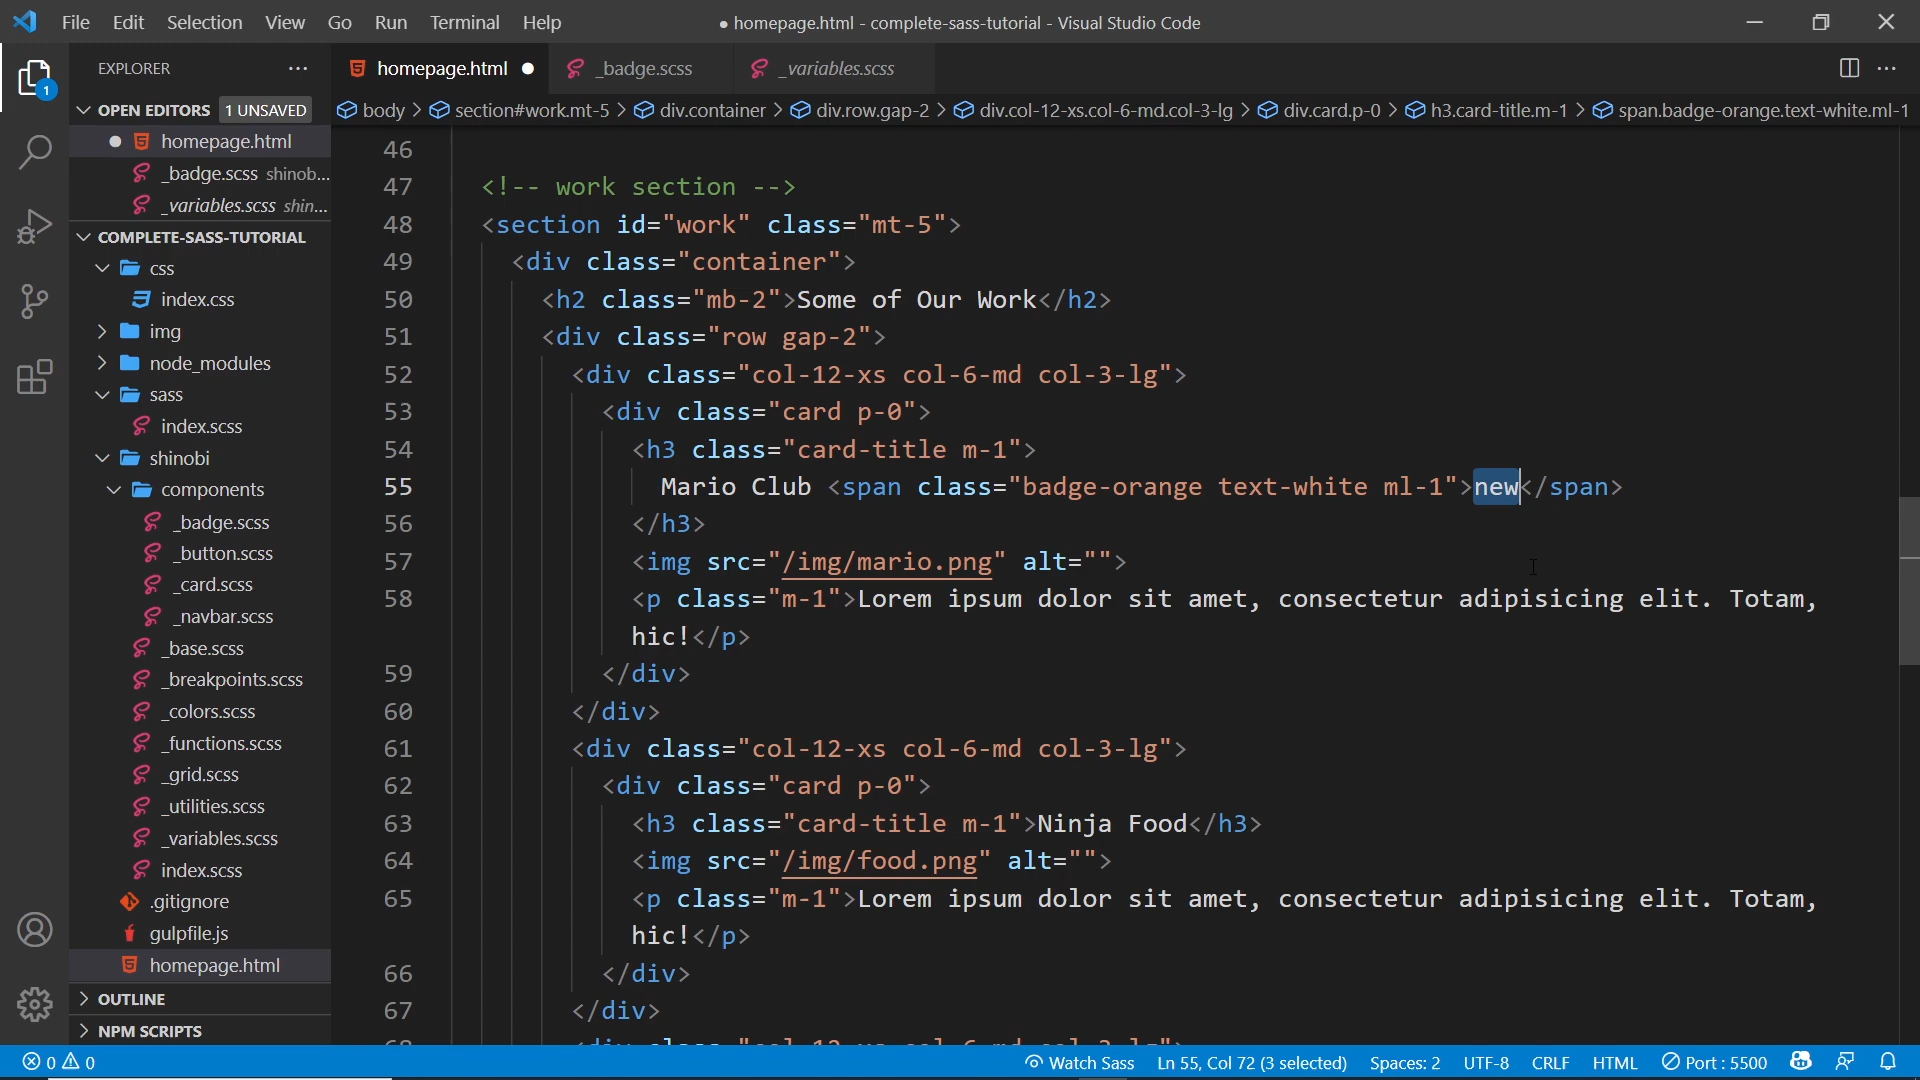 File Edit Selection View Go Run Terminal Help
● homepage.html - complete-sass-tutorial - Visual Studio Code
EXPLORER
homepage.html
_badge.scss
_variables.scss
OPEN EDITORS 1 UNSAVED
body > section#work.mt-5 > div.container > div.row.gap-2 > div.col-12-xs.col-6-md.col-3-lg > div.card.p-0 > h3.card-title.m-1 > span.badge-orange.text-white.ml-1
homepage.html
_badge.scss shinob...
_variables.scss shin...
COMPLETE-SASS-TUTORIAL
css
index.css
img
node_modules
sass
index.scss
shinobi
components
_badge.scss
_button.scss
_card.scss
_navbar.scss
_base.scss
_breakpoints.scss
_colors.scss
_functions.scss
_grid.scss
_utilities.scss
_variables.scss
index.scss
.gitignore
gulpfile.js
homepage.html
OUTLINE
NPM SCRIPTS
1
46
47 <!-- work section -->
48 <section id="work" class="mt-5">
49 <div class="container">
50 <h2 class="mb-2">Some of Our Work</h2>
51 <div class="row gap-2">
52 <div class="col-12-xs col-6-md col-3-lg">
53 <div class="card p-0">
54 <h3 class="card-title m-1">
55 Mario Club <span class="badge-orange text-white ml-1">new</span>
56 </h3>
57 <img src="/img/mario.png" alt="">
58 <p class="m-1">Lorem ipsum dolor sit amet, consectetur adipisicing elit. Totam,
hic!</p>
59 </div>
60 </div>
61 <div class="col-12-xs col-6-md col-3-lg">
62 <div class="card p-0">
63 <h3 class="card-title m-1">Ninja Food</h3>
64 <img src="/img/food.png" alt="">
65 <p class="m-1">Lorem ipsum dolor sit amet, consectetur adipisicing elit. Totam,
hic!</p>
66 </div>
67 </div>
0 0
Watch Sass Ln 55, Col 72 (3 selected) Spaces: 2 UTF-8 CRLF HTML Port : 5500